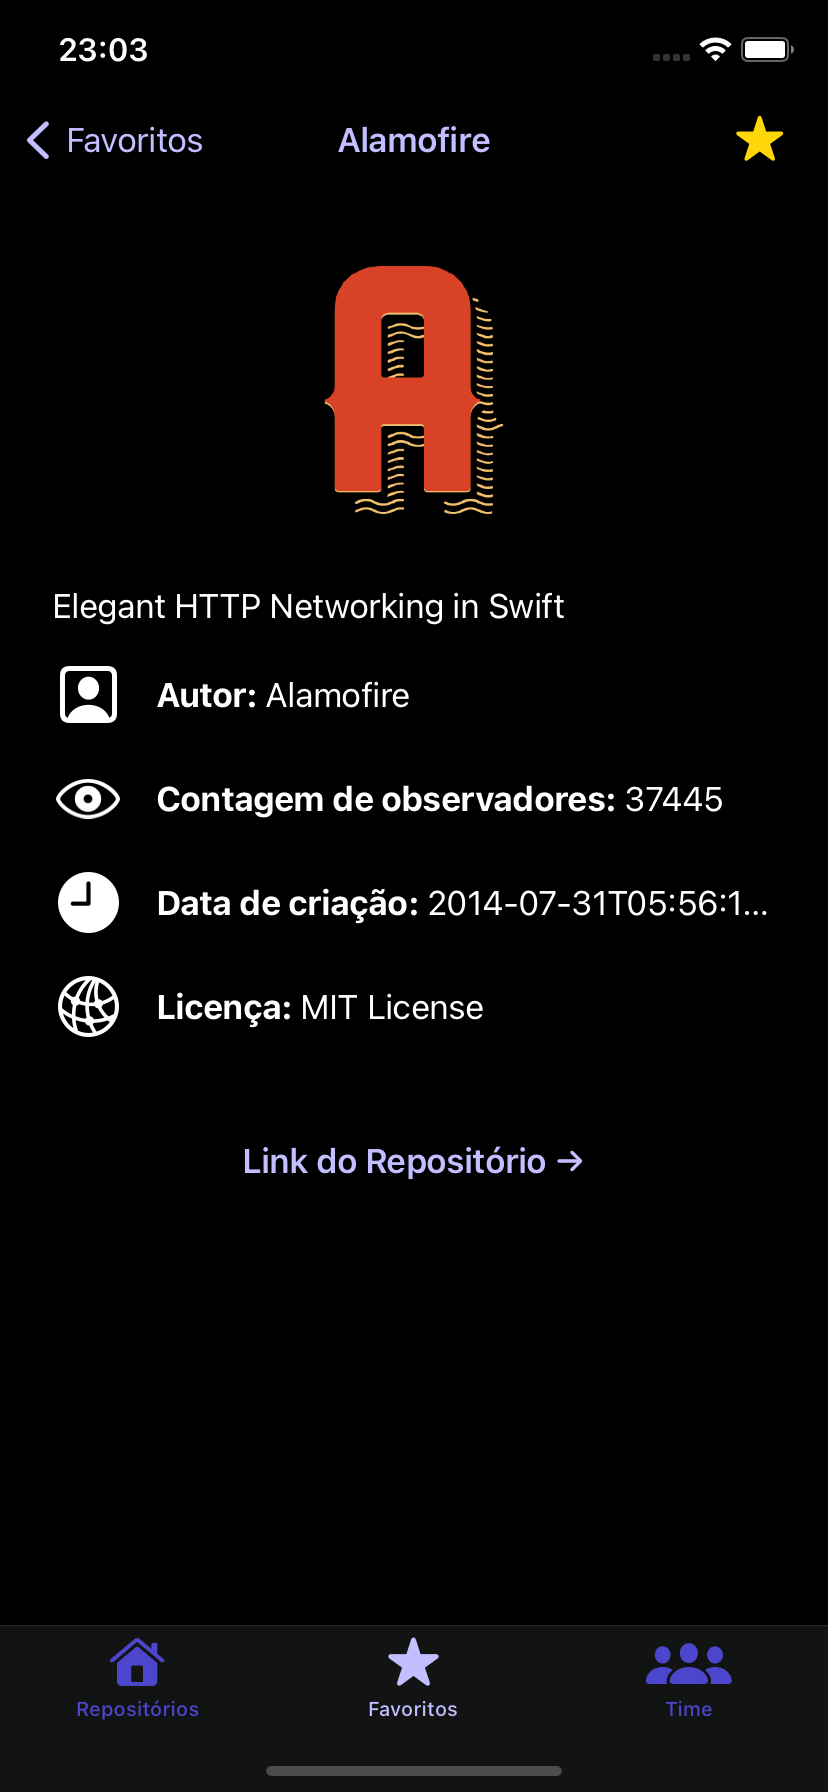 23:03
Favoritos
Alamofire
A
Elegant HTTP Networking in Swift
Autor: Alamofire
Contagem de observadores: 37445
Data de criação: 2014-07-31T05:56:1...
Licença: MIT License
Link do Repositório →
Repositórios
Favoritos
Time